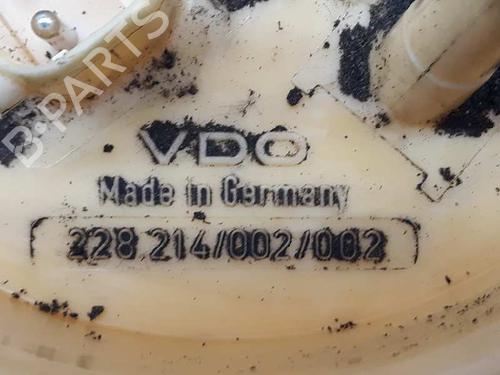 B-PARTS
VDO
Made in Germany
228.214/002/002